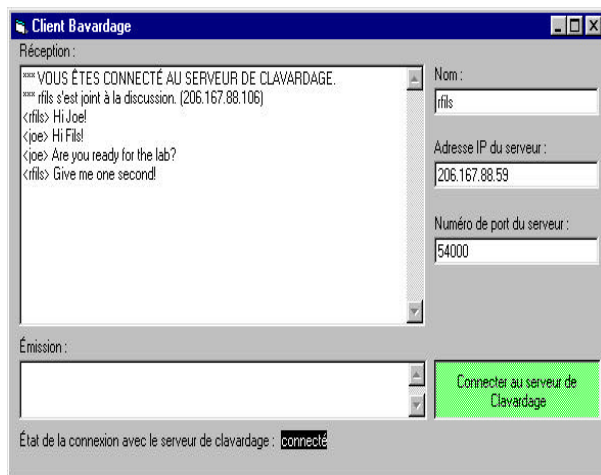 Client Bavardage
Réception :
*** VOUS ÊTES CONNECTÉ AU SERVEUR DE CLAVARDAGE.
*** rfils s'est joint à la discussion. (206.167.88.106)
<rfils> Hi Joe!
<joe> Hi Fils!
<joe> Are you ready for the lab?
<rfils> Give me one second!
Nom :
rfils
Adresse IP du serveur :
206.167.88.59
Numéro de port du serveur :
54000
Émission :
Connecter au serveur de
Clavardage
État de la connexion avec le serveur de clavardage : connecté